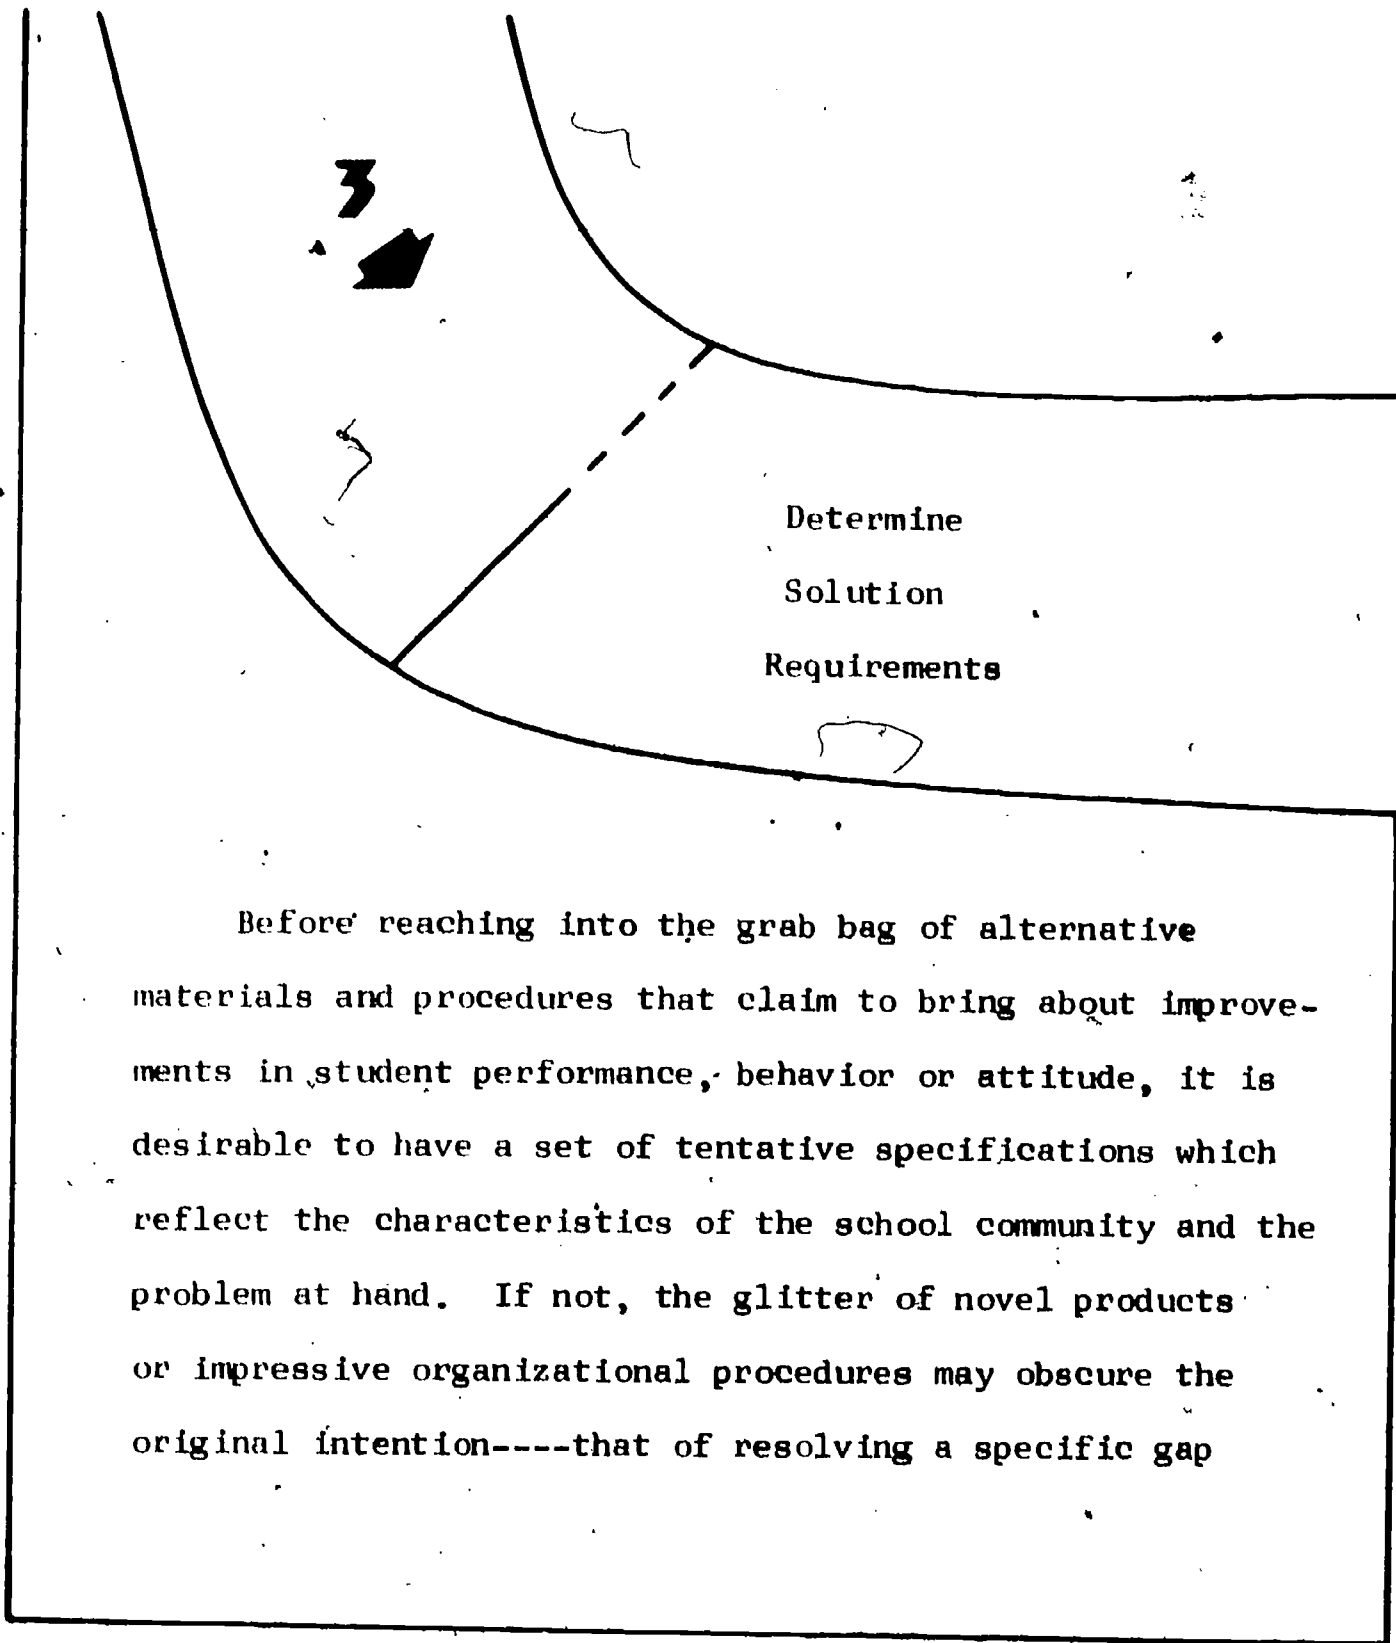 3
Determine
Solution
Requirements
Before reaching into the grab bag of alternative
materials and procedures that claim to bring about improve-
ments in student performance, behavior or attitude, it is
desirable to have a set of tentative specifications which
reflect the characteristics of the school community and the
problem at hand. If not, the glitter of novel products
or impressive organizational procedures may obscure the
original intention----that of resolving a specific gap